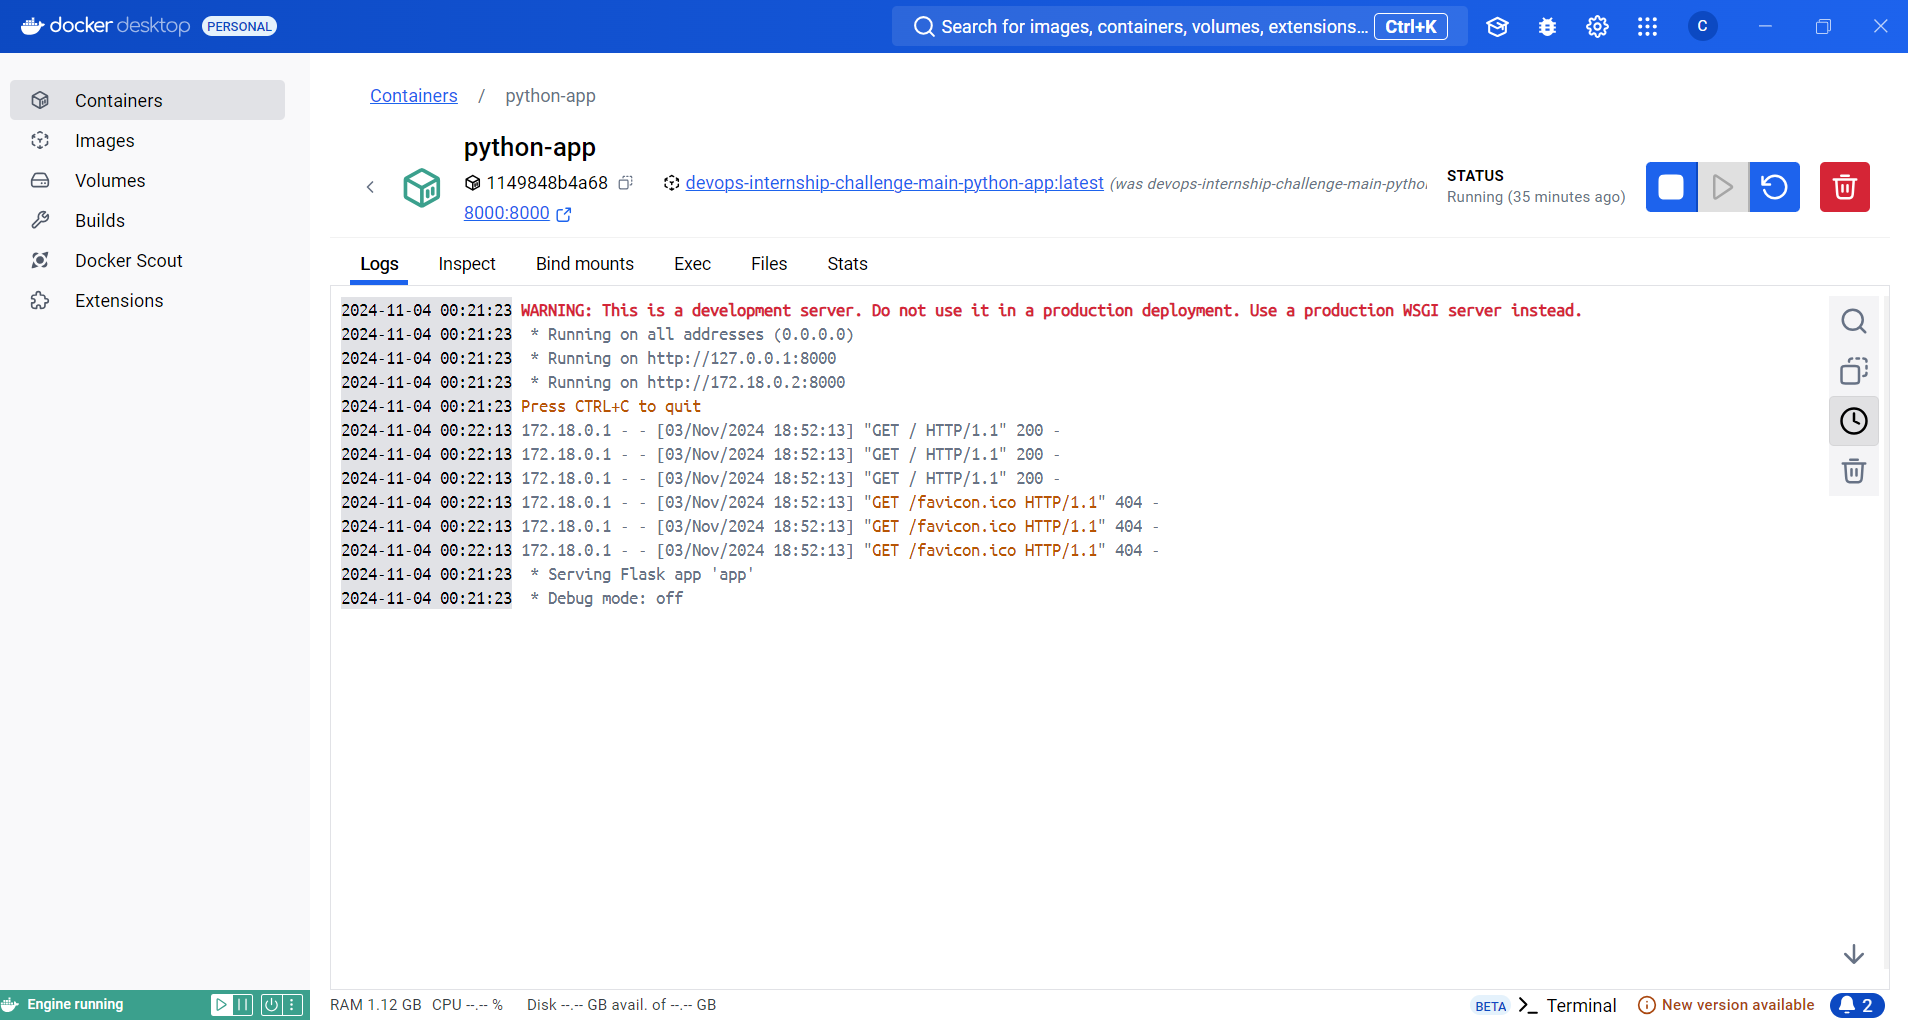 docker desktop PERSONAL
Search for images, containers, volumes, extensions... Ctrl+K
C
Containers
Images
Volumes
Builds
Docker Scout
Extensions
Containers / python-app
python-app
1149848b4a68
devops-internship-challenge-main-python-app:latest (was devops-internship-challenge-main-pytho
8000:8000
STATUS
Running (35 minutes ago)
Logs Inspect Bind mounts Exec Files Stats
2024-11-04 00:21:23 WARNING: This is a development server. Do not use it in a production deployment. Use a production WSGI server instead.
2024-11-04 00:21:23 * Running on all addresses (0.0.0.0)
2024-11-04 00:21:23 * Running on http://127.0.0.1:8000
2024-11-04 00:21:23 * Running on http://172.18.0.2:8000
2024-11-04 00:21:23 Press CTRL+C to quit
2024-11-04 00:22:13 172.18.0.1 - - [03/Nov/2024 18:52:13] "GET / HTTP/1.1" 200 -
2024-11-04 00:22:13 172.18.0.1 - - [03/Nov/2024 18:52:13] "GET / HTTP/1.1" 200 -
2024-11-04 00:22:13 172.18.0.1 - - [03/Nov/2024 18:52:13] "GET / HTTP/1.1" 200 -
2024-11-04 00:22:13 172.18.0.1 - - [03/Nov/2024 18:52:13] "GET /favicon.ico HTTP/1.1" 404 -
2024-11-04 00:22:13 172.18.0.1 - - [03/Nov/2024 18:52:13] "GET /favicon.ico HTTP/1.1" 404 -
2024-11-04 00:22:13 172.18.0.1 - - [03/Nov/2024 18:52:13] "GET /favicon.ico HTTP/1.1" 404 -
2024-11-04 00:21:23 * Serving Flask app 'app'
2024-11-04 00:21:23 * Debug mode: off
Engine running
RAM 1.12 GB CPU --.-- % Disk --.-- GB avail. of --.-- GB
BETA Terminal
New version available
2